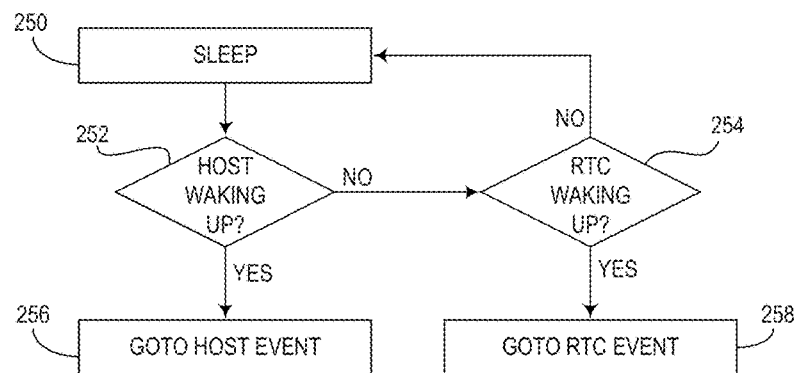 250
SLEEP
252
HOST
WAKING
UP?
NO
YES
254
RTC
WAKING
UP?
NO
YES
256
GOTO HOST EVENT
GOTO RTC EVENT
258